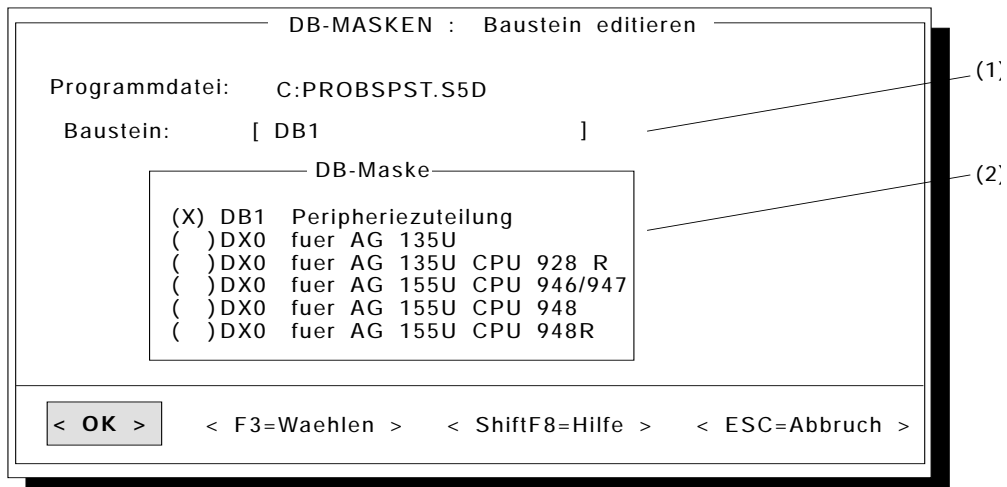 DB-MASKEN : Baustein editieren
Programmdatei: C:PROBSPST.S5D
(1)
Baustein: [ DB1 ]
DB-Maske
(2)
(X) DB1 Peripheriezuteilung
( )DX0 fuer AG 135U
( )DX0 fuer AG 135U CPU 928 R
( )DX0 fuer AG 155U CPU 946/947
( )DX0 fuer AG 155U CPU 948
( )DX0 fuer AG 155U CPU 948R
< OK > < F3=Waehlen > < ShiftF8=Hilfe > < ESC=Abbruch >